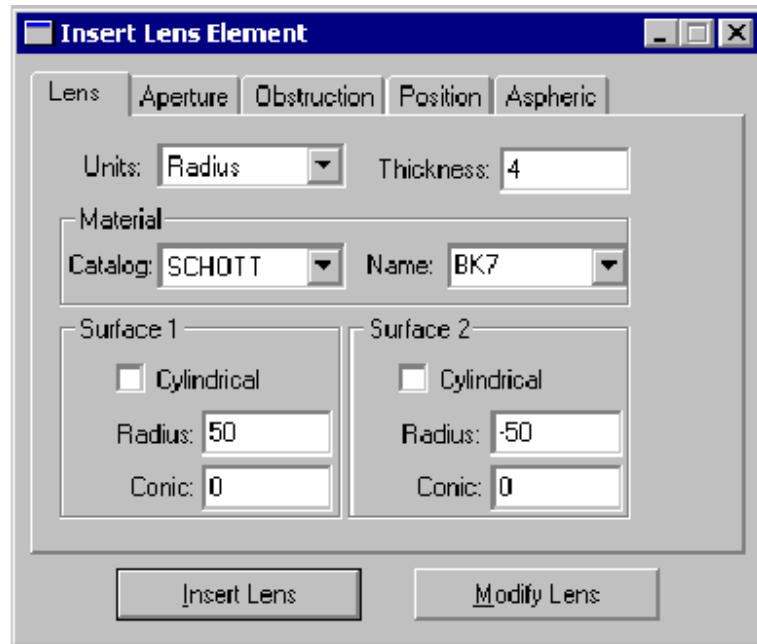 Insert Lens Element
Lens Aperture Obstruction Position Aspheric
Units: Radius Thickness: 4
Material
Catalog: SCHOTT Name: BK7
Surface 1 Surface 2
Cylindrical Cylindrical
Radius: 50 Radius: -50
Conic: 0 Conic: 0
Insert Lens Modify Lens